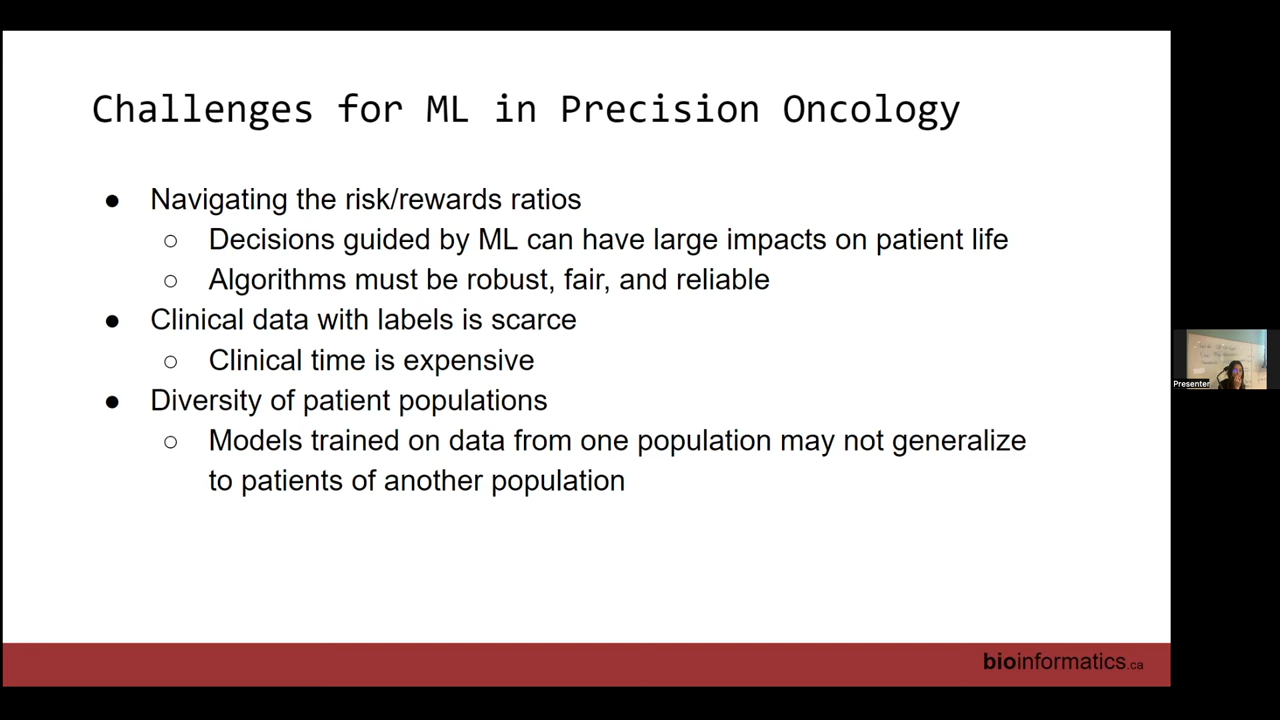 Challenges for ML in Precision Oncology
● Navigating the risk/rewards ratios
○ Decisions guided by ML can have large impacts on patient life
○ Algorithms must be robust, fair, and reliable
● Clinical data with labels is scarce
○ Clinical time is expensive
● Diversity of patient populations
○ Models trained on data from one population may not generalize
to patients of another population
Presenter
bioinformatics.ca